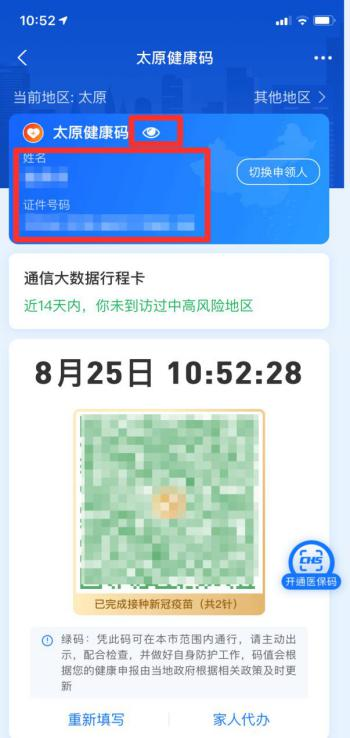 10:52
太原健康码
当前地区: 太原
其他地区
太原健康码
姓名
切换申领人
证件号码
通信大数据行程卡
近14天内，你未到访过中高风险地区
8月25日 10:52:28
CHS
开通医保码
已完成接种新冠疫苗（共2针）
绿码：凭此码可在本市范围内通行，请主动出
示，配合检查，并做好自身防护工作，码值会根
据您的健康申报由当地政府根据相关政策及时更
新
重新填写
家人代办